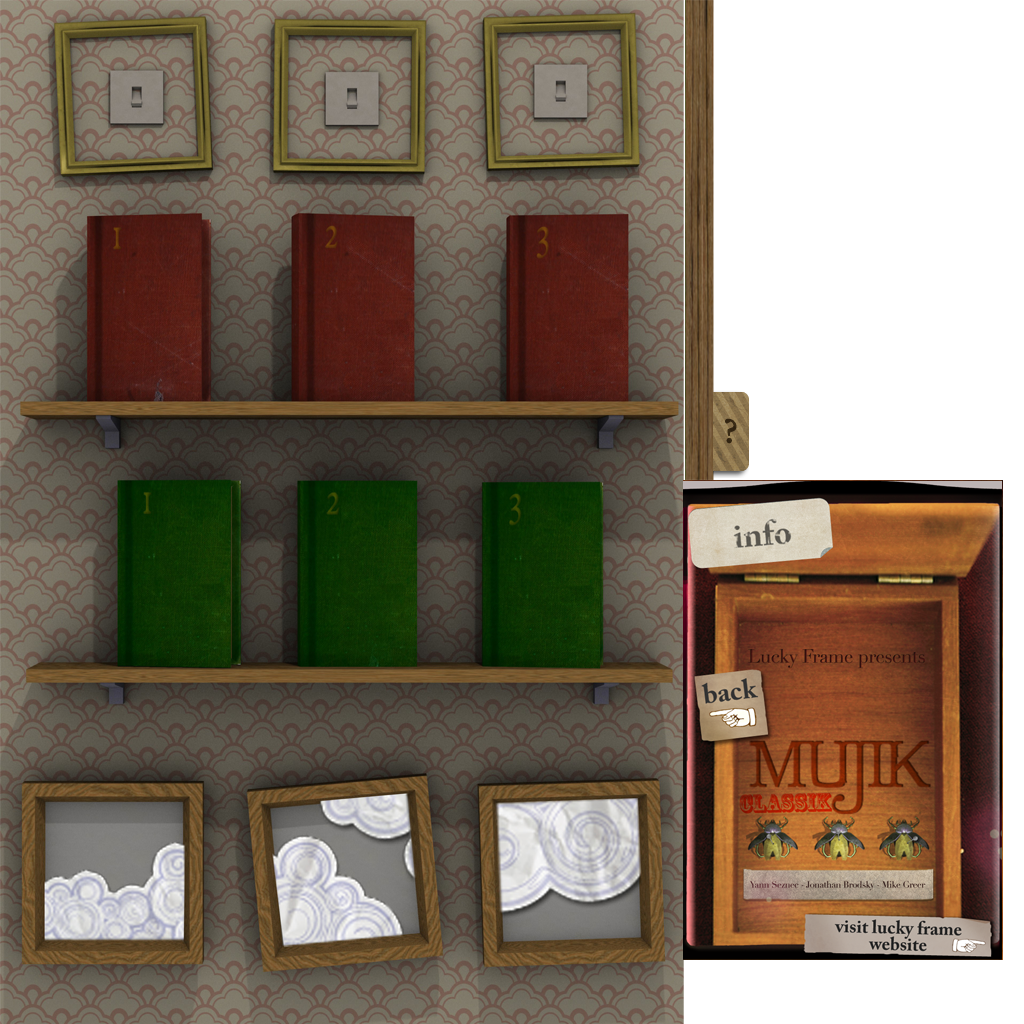 1 2 3
1 2 3
?
info
Lucky Frame presents
back
MUJIK
CLASSIK
Yann Seznec - Jonathan Brodsky - Mike Greer
visit lucky frame
website